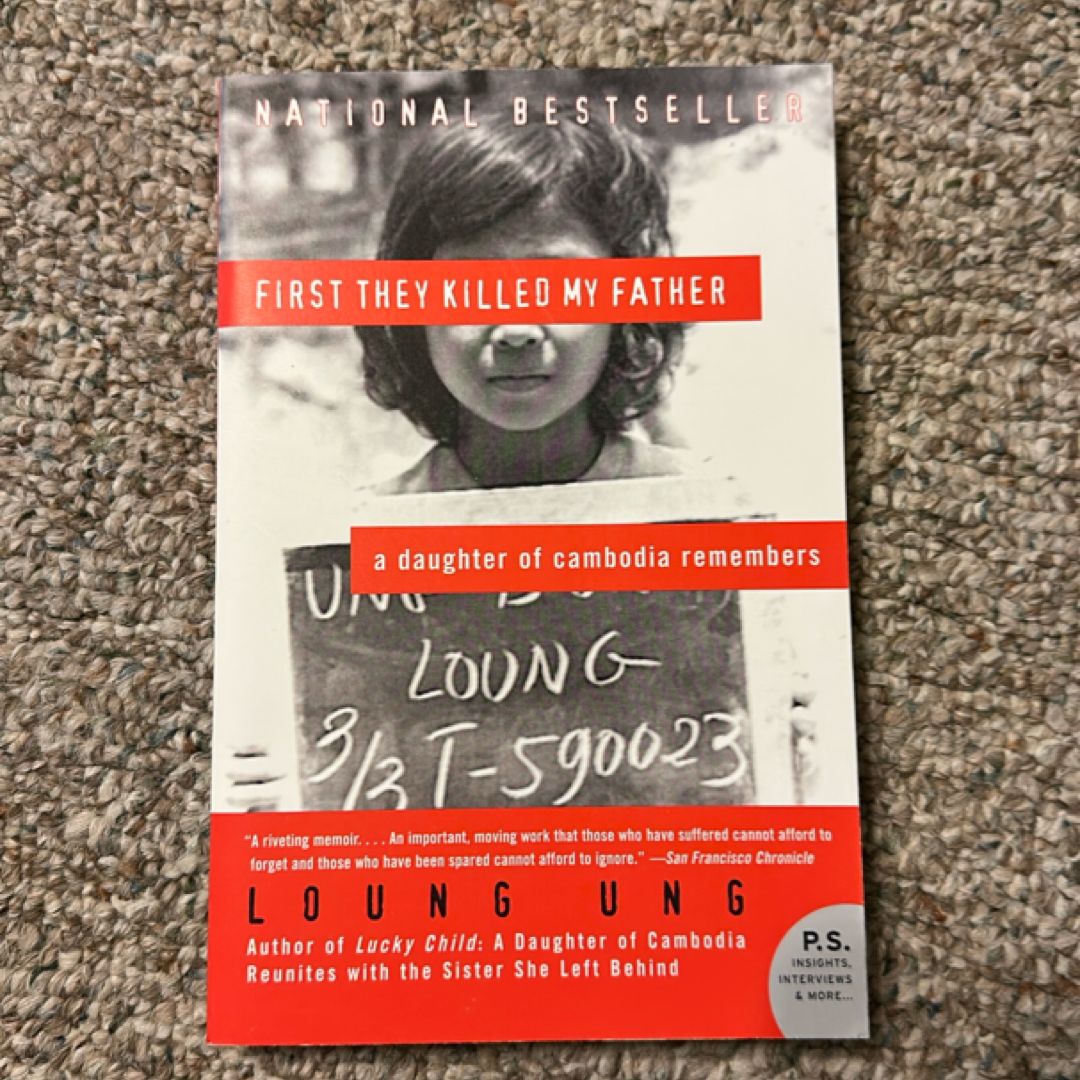 NATIONAL BESTSELLER
FIRST THEY KILLED MY FATHER
a daughter of cambodia remembers
LOUNG
3/3 T-590023
"A riveting memoir. . . . An important, moving work that those who have suffered cannot afford to
forget and those who have been spared cannot afford to ignore." —San Francisco Chronicle
LOUNG UNG
Author of Lucky Child: A Daughter of Cambodia
Reunites with the Sister She Left Behind
P.S.
INSIGHTS,
INTERVIEWS
& MORE...